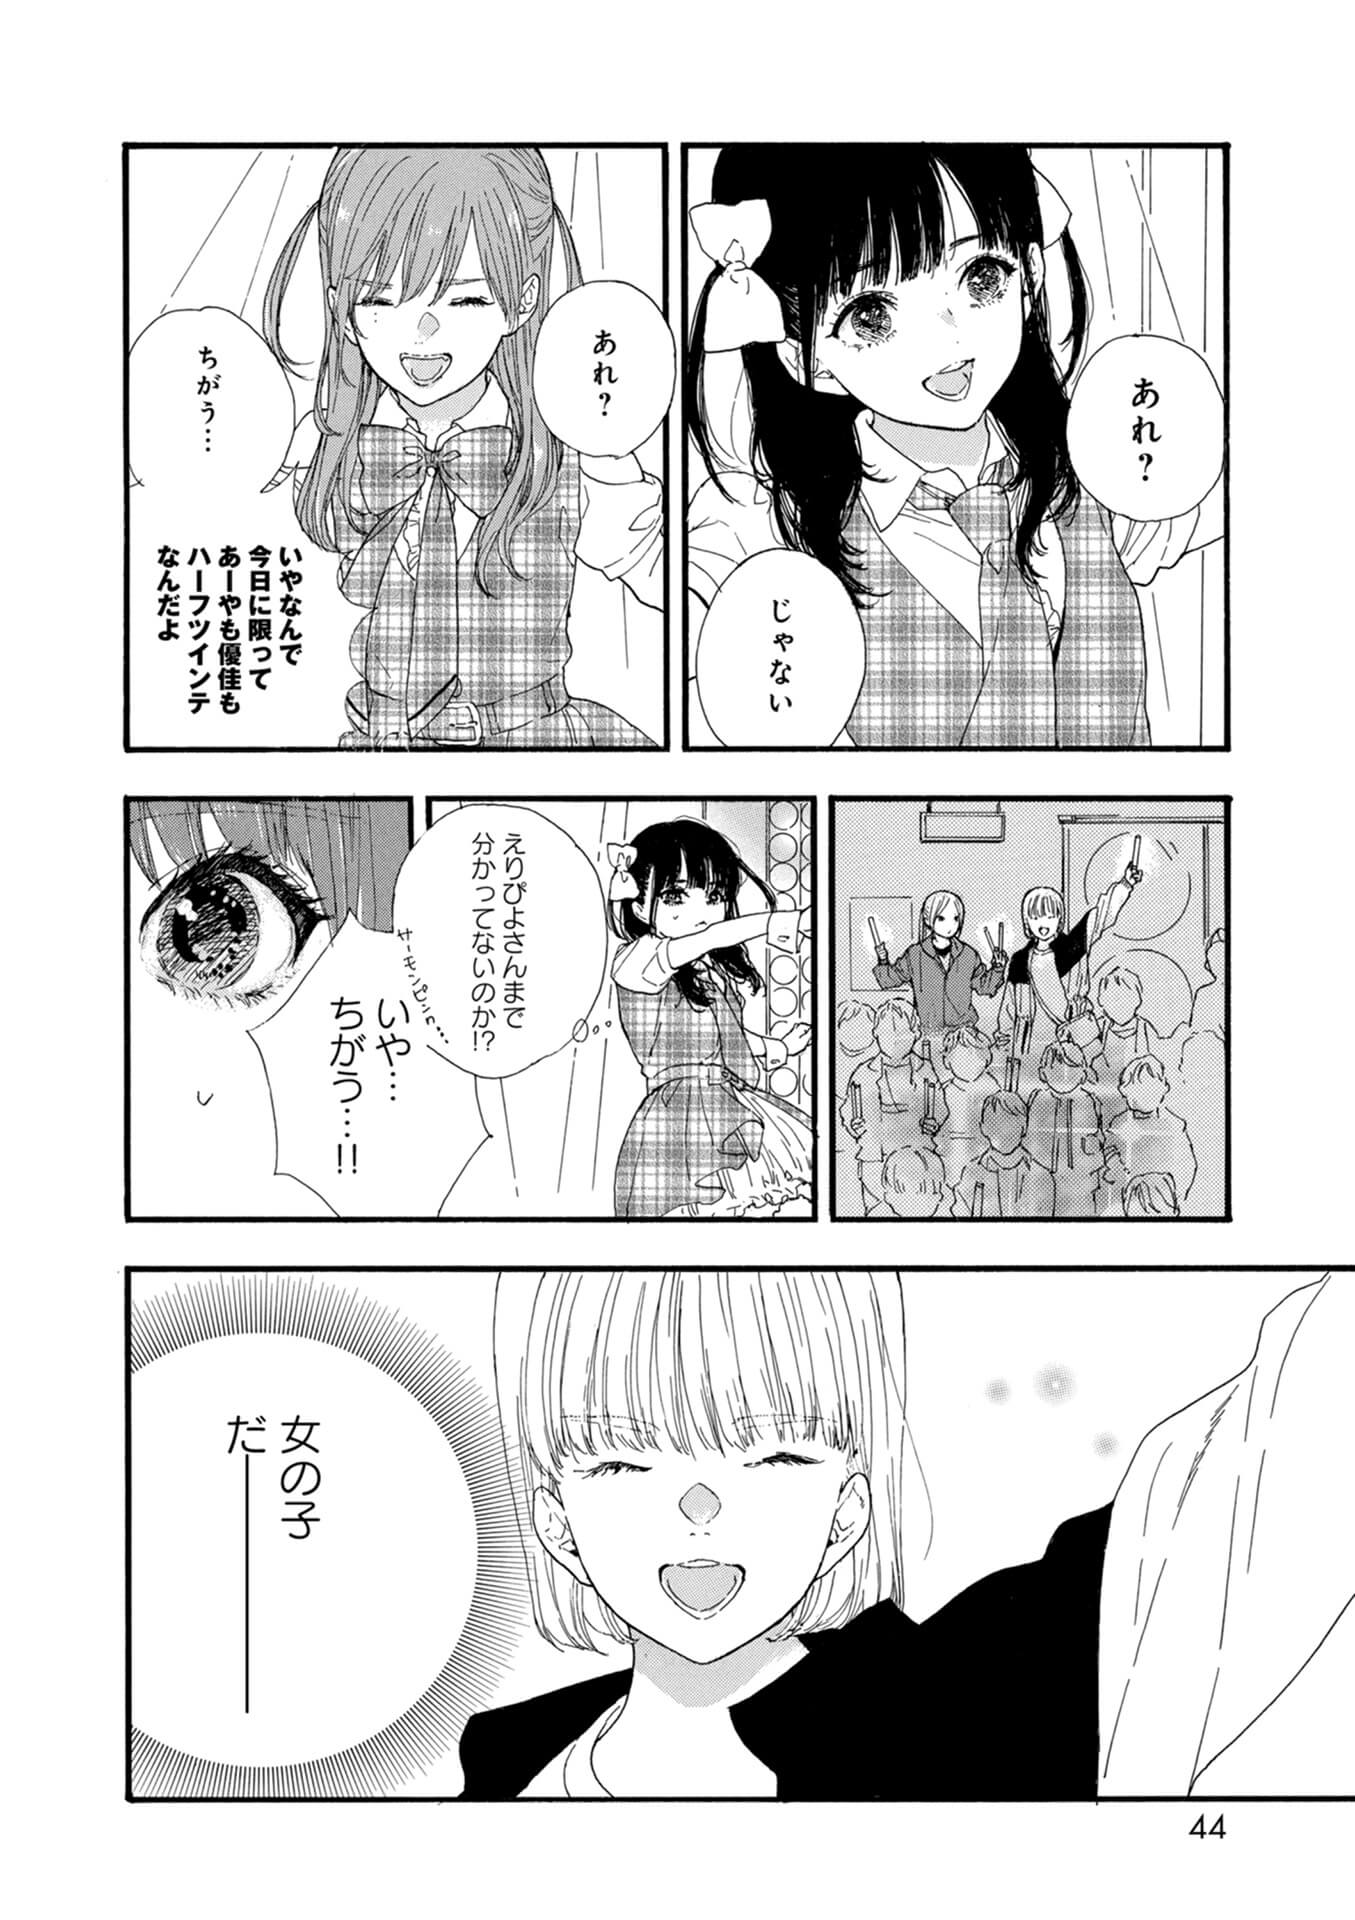 あれ?
じゃない
あれ?
ちがう…
いやなんで
今日に限って
あーやも優佳も
ハーフツインテ
なんだよ
えりぴよさんまで
分かってないのか!?
サーモンピンク…
いや…
ちがう…!!
女の子
だ――
44